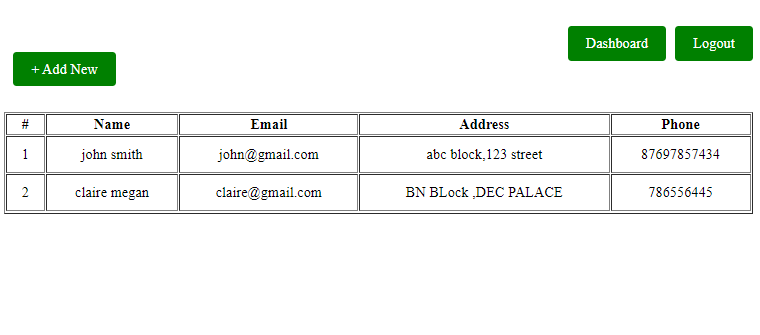 Dashboard Logout
+ Add New
# Name Email Address Phone
1 john smith john@gmail.com abc block,123 street 87697857434
2 claire megan claire@gmail.com BN BLock ,DEC PALACE 786556445